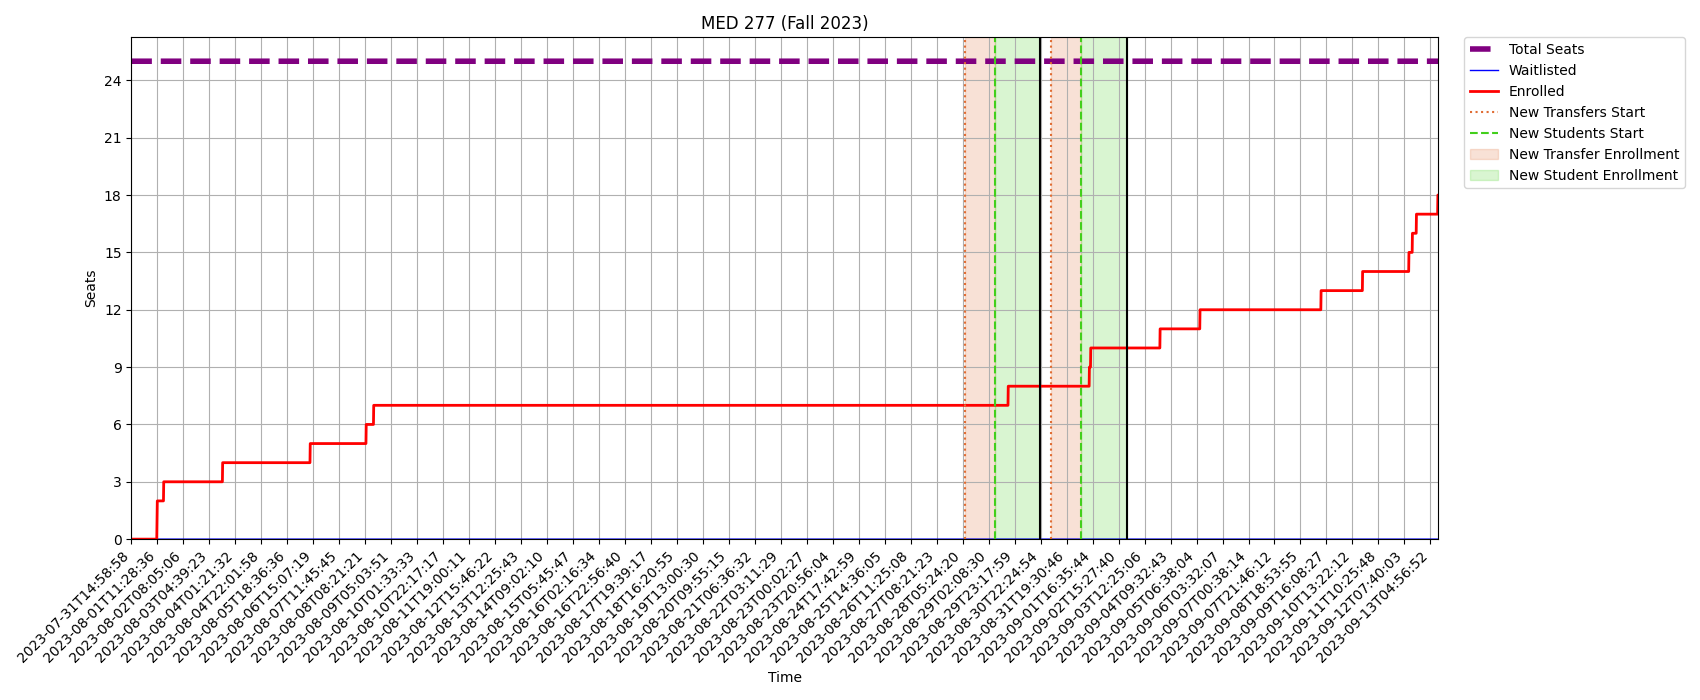 MED 277 (Fall 2023)
Total Seats
Waitlisted
Enrolled
New Transfers Start
New Students Start
New Transfer Enrollment
New Student Enrollment
Seats
24
21
18
15
12
9
6
3
0
2023-07-31T14:58:58
2023-08-01T11:28:36
2023-08-02T08:05:06
2023-08-03T04:39:23
2023-08-04T01:21:32
2023-08-04T22:01:58
2023-08-05T18:36:36
2023-08-06T15:07:19
2023-08-07T11:45:45
2023-08-08T08:21:21
2023-08-09T05:03:51
2023-08-10T01:33:33
2023-08-10T22:17:17
2023-08-11T19:00:11
2023-08-12T15:46:22
2023-08-13T12:25:43
2023-08-14T09:02:10
2023-08-15T05:45:47
2023-08-16T02:16:34
2023-08-16T22:56:40
2023-08-17T19:39:17
2023-08-18T16:20:55
2023-08-19T13:00:30
2023-08-20T09:55:15
2023-08-21T06:36:32
2023-08-22T03:11:29
2023-08-23T00:02:27
2023-08-23T20:56:04
2023-08-24T17:42:59
2023-08-25T14:36:05
2023-08-26T11:25:08
2023-08-27T08:21:23
2023-08-28T05:24:20
2023-08-29T02:08:30
2023-08-29T23:17:59
2023-08-30T22:24:54
2023-08-31T19:30:46
2023-09-01T16:35:44
2023-09-02T15:27:40
2023-09-03T12:25:06
2023-09-04T09:32:43
2023-09-05T06:38:04
2023-09-06T03:32:07
2023-09-07T00:38:14
2023-09-07T21:46:12
2023-09-08T18:53:55
2023-09-09T16:08:27
2023-09-10T13:22:12
2023-09-11T10:25:48
2023-09-12T07:40:03
2023-09-13T04:56:52
Time